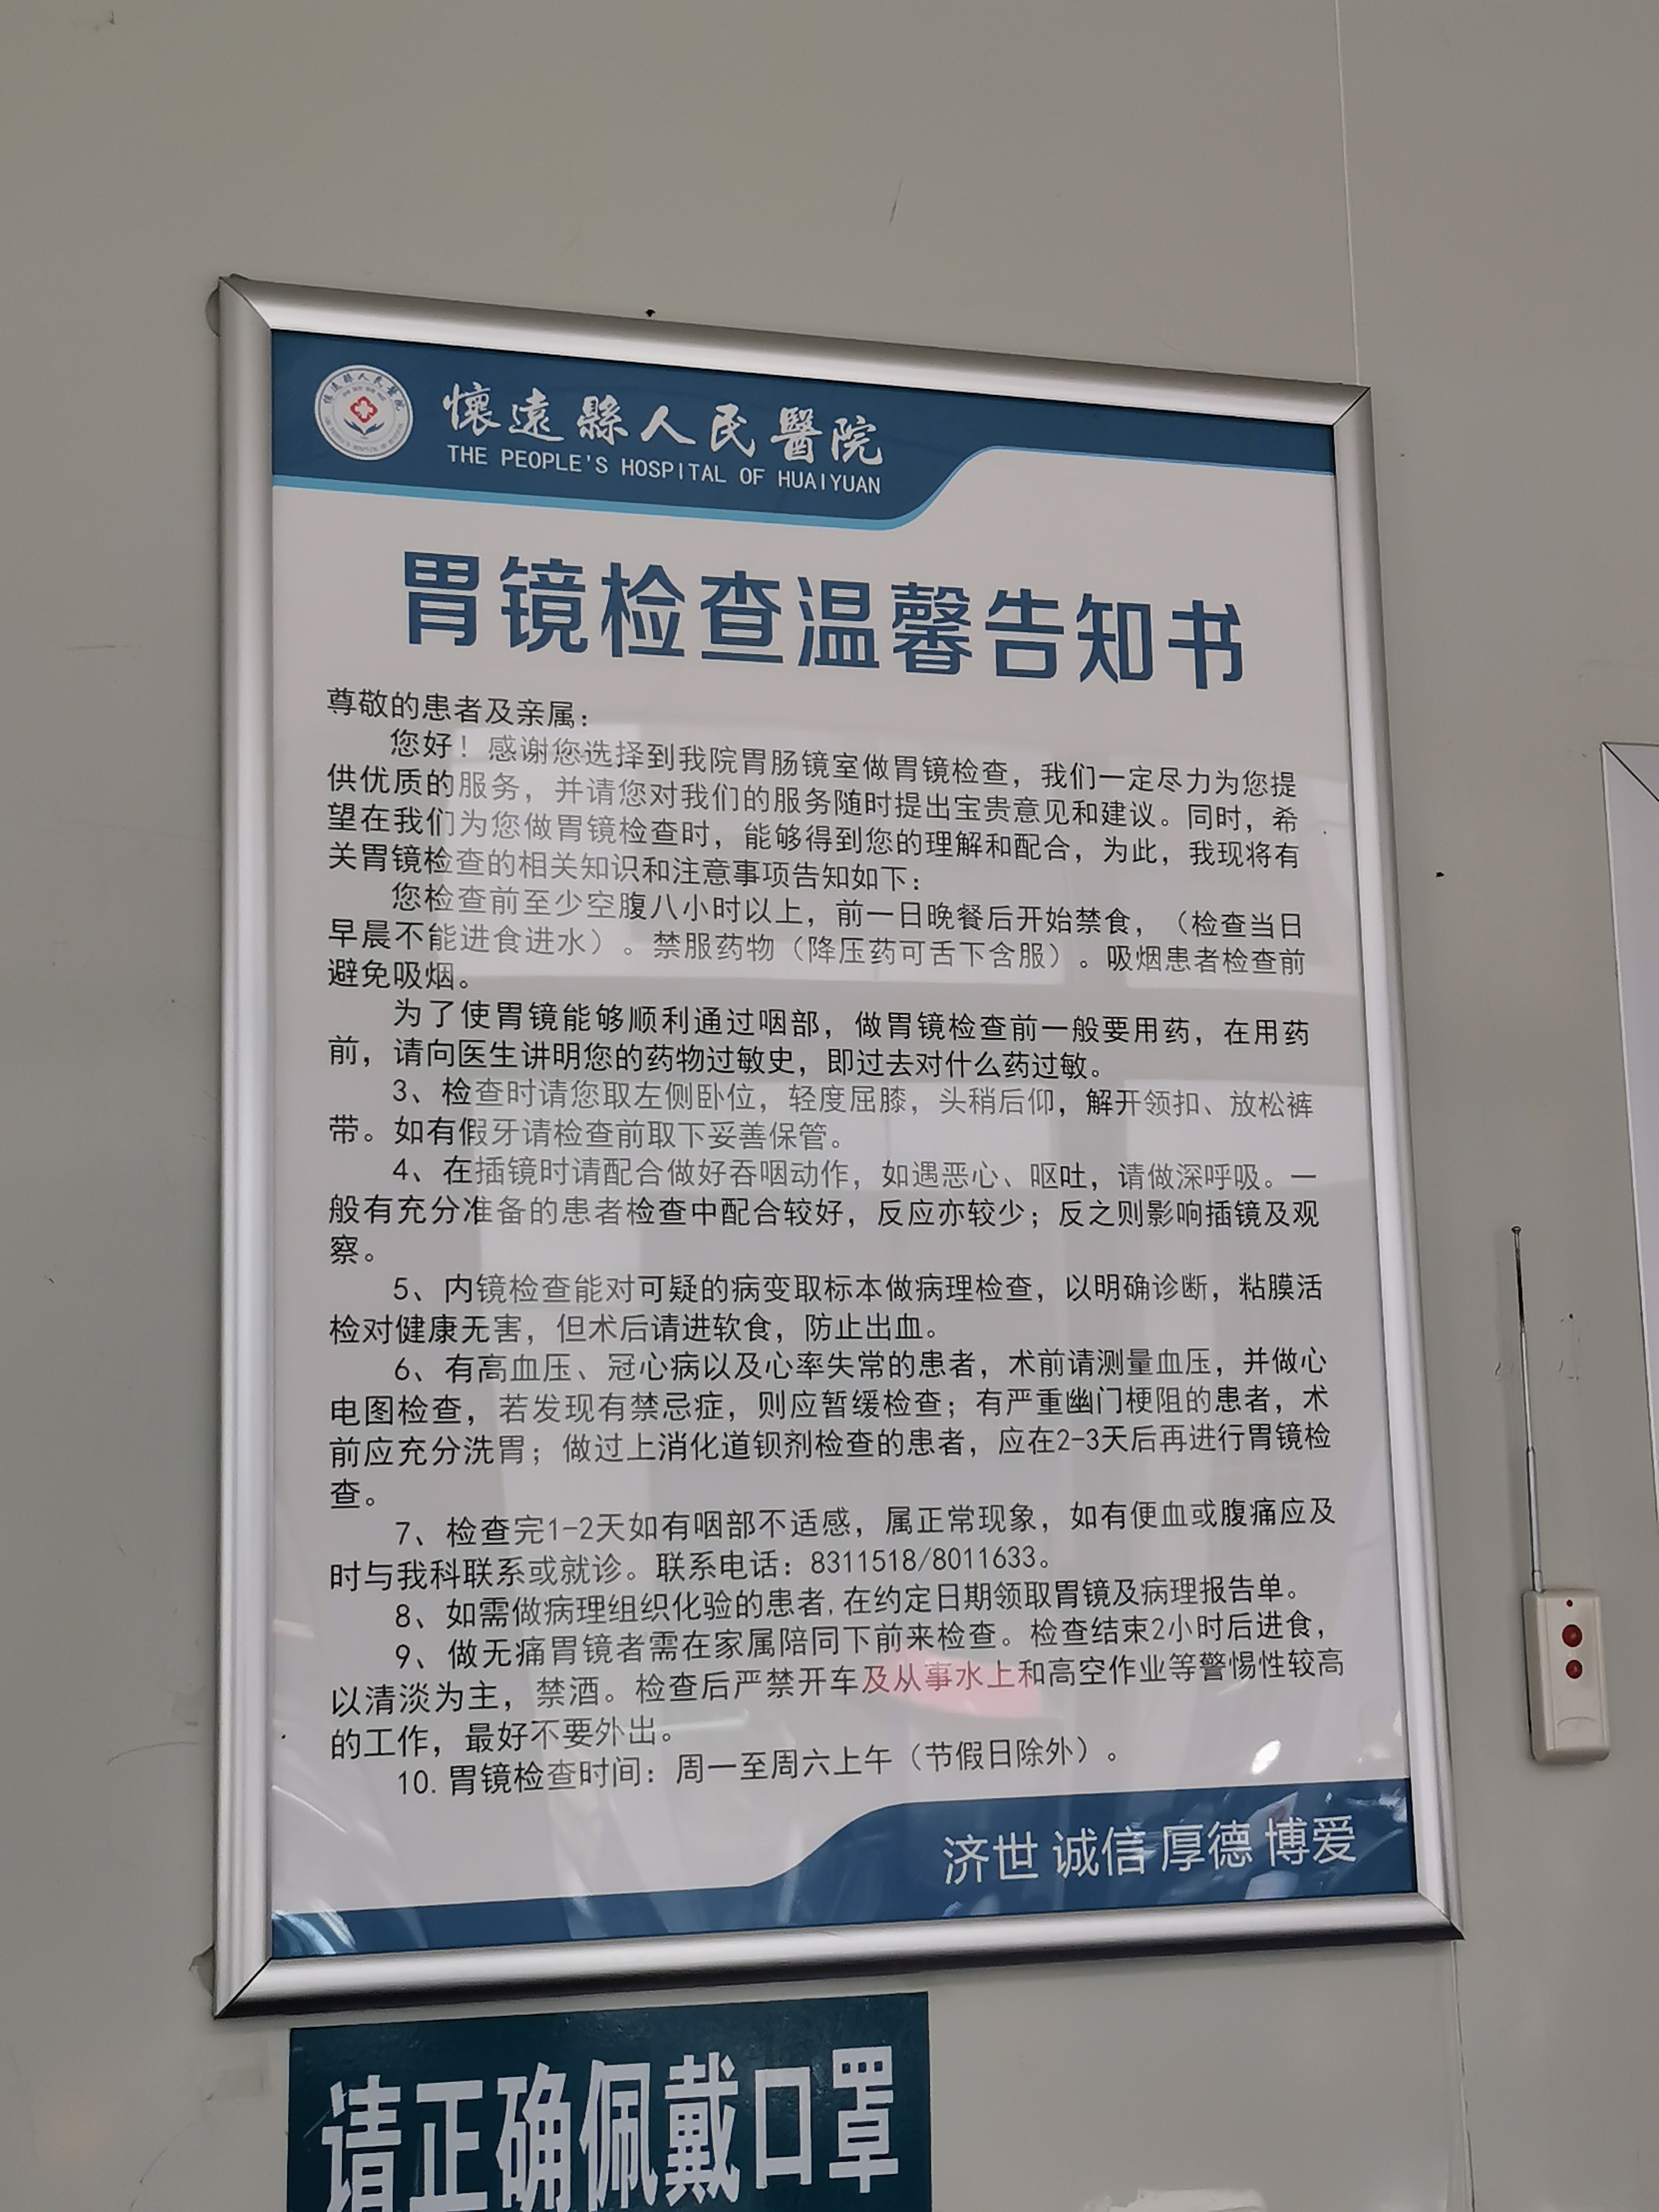 懷遠縣人民醫院
THE PEOPLE'S HOSPITAL OF HUAIYUAN
胃镜检查温馨告知书
尊敬的患者及亲属：
您好！感谢您选择到我院胃肠镜室做胃镜检查，我们一定尽力为您提
供优质的服务，并请您对我们的服务随时提出宝贵意见和建议。同时，希
望在我们为您做胃镜检查时，能够得到您的理解和配合，为此，我现将有
关胃镜检查的相关知识和注意事项告知如下：
您检查前至少空腹八小时以上，前一日晚餐后开始禁食，（检查当日
早晨不能进食进水）。禁服药物（降压药可舌下含服）。吸烟患者检查前
避免吸烟。
为了使胃镜能够顺利通过咽部，做胃镜检查前一般要用药，在用药
前，请向医生讲明您的药物过敏史，即过去对什么药过敏。
3、检查时请您取左侧卧位，轻度屈膝，头稍后仰，解开领扣、放松裤
带。如有假牙请检查前取下妥善保管。
4、在插镜时请配合做好吞咽动作，如遇恶心、呕吐，请做深呼吸。一
般有充分准备的患者检查中配合较好，反应亦较少；反之则影响插镜及观
察。
5、内镜检查能对可疑的病变取标本做病理检查，以明确诊断，粘膜活
检对健康无害，但术后请进软食，防止出血。
6、有高血压、冠心病以及心率失常的患者，术前请测量血压，并做心
电图检查，若发现有禁忌症，则应暂缓检查；有严重幽门梗阻的患者，术
前应充分洗胃；做过上消化道钡剂检查的患者，应在2-3天后再进行胃镜检
查。
7、检查完1-2天如有咽部不适感，属正常现象，如有便血或腹痛应及
时与我科联系或就诊。联系电话：8311518/8011633。
8、如需做病理组织化验的患者,在约定日期领取胃镜及病理报告单。
9、做无痛胃镜者需在家属陪同下前来检查。检查结束2小时后进食，
以清淡为主，禁酒。检查后严禁开车及从事水上和高空作业等警惕性较高
的工作，最好不要外出。
10.胃镜检查时间：周一至周六上午（节假日除外）。
济世 诚信 厚德 博爱
请正确佩戴口罩